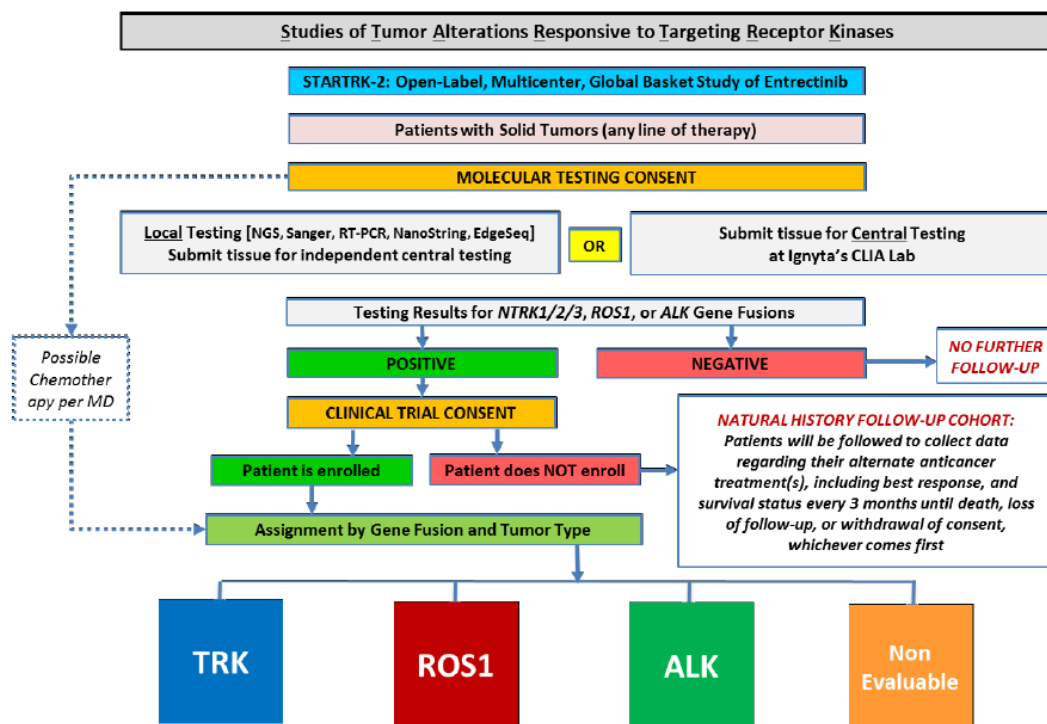 Studies of Tumor Alterations Responsive to Targeting Receptor Kinases
STARTRK-2: Open-Label, Multicenter, Global Basket Study of Entrectinib
Patients with Solid Tumors (any line of therapy)
MOLECULAR TESTING CONSENT
Local Testing [NGS, Sanger, RT-PCR, NanoString, EdgeSeq]
Submit tissue for independent central testing
OR
Submit tissue for Central Testing
at Ignyta's CLIA Lab
Testing Results for NTRK1/2/3, ROS1, or ALK Gene Fusions
Possible
Chemother
apy per MD
POSITIVE
NEGATIVE
NO FURTHER
FOLLOW-UP
CLINICAL TRIAL CONSENT
Patient is enrolled
Patient does NOT enroll
NATURAL HISTORY FOLLOW-UP COHORT:
Patients will be followed to collect data
regarding their alternate anticancer
treatment(s), including best response, and
survival status every 3 months until death, loss
of follow-up, or withdrawal of consent,
whichever comes first
Assignment by Gene Fusion and Tumor Type
TRK
ROS1
ALK
Non
Evaluable